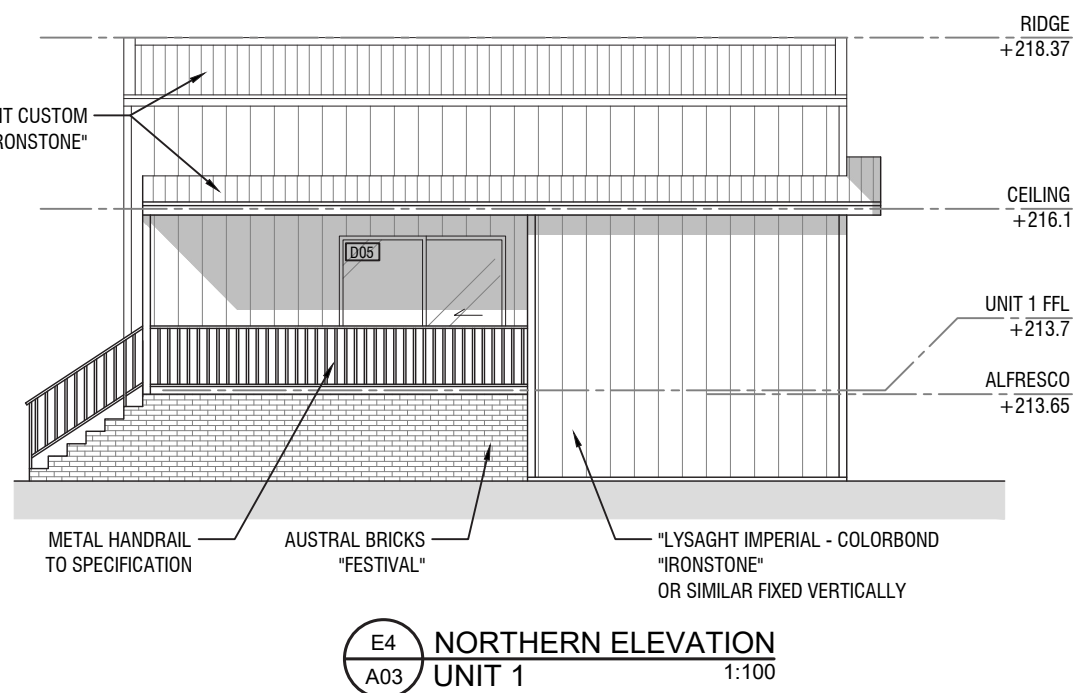 RIDGE
+218.37
CUSTOM
CEILING
+216.1
D05
UNIT 1 FFL
+213.7
ALFRESCO
+213.65
METAL HANDRAIL
TO SPECIFICATION
AUSTRAL BRICKS
"FESTIVAL"
"LYSAGHT IMPERIAL - COLORBOND
"IRONSTONE"
OR SIMILAR FIXED VERTICALLY
E4
A03
NORTHERN ELEVATION
UNIT 1
1:100